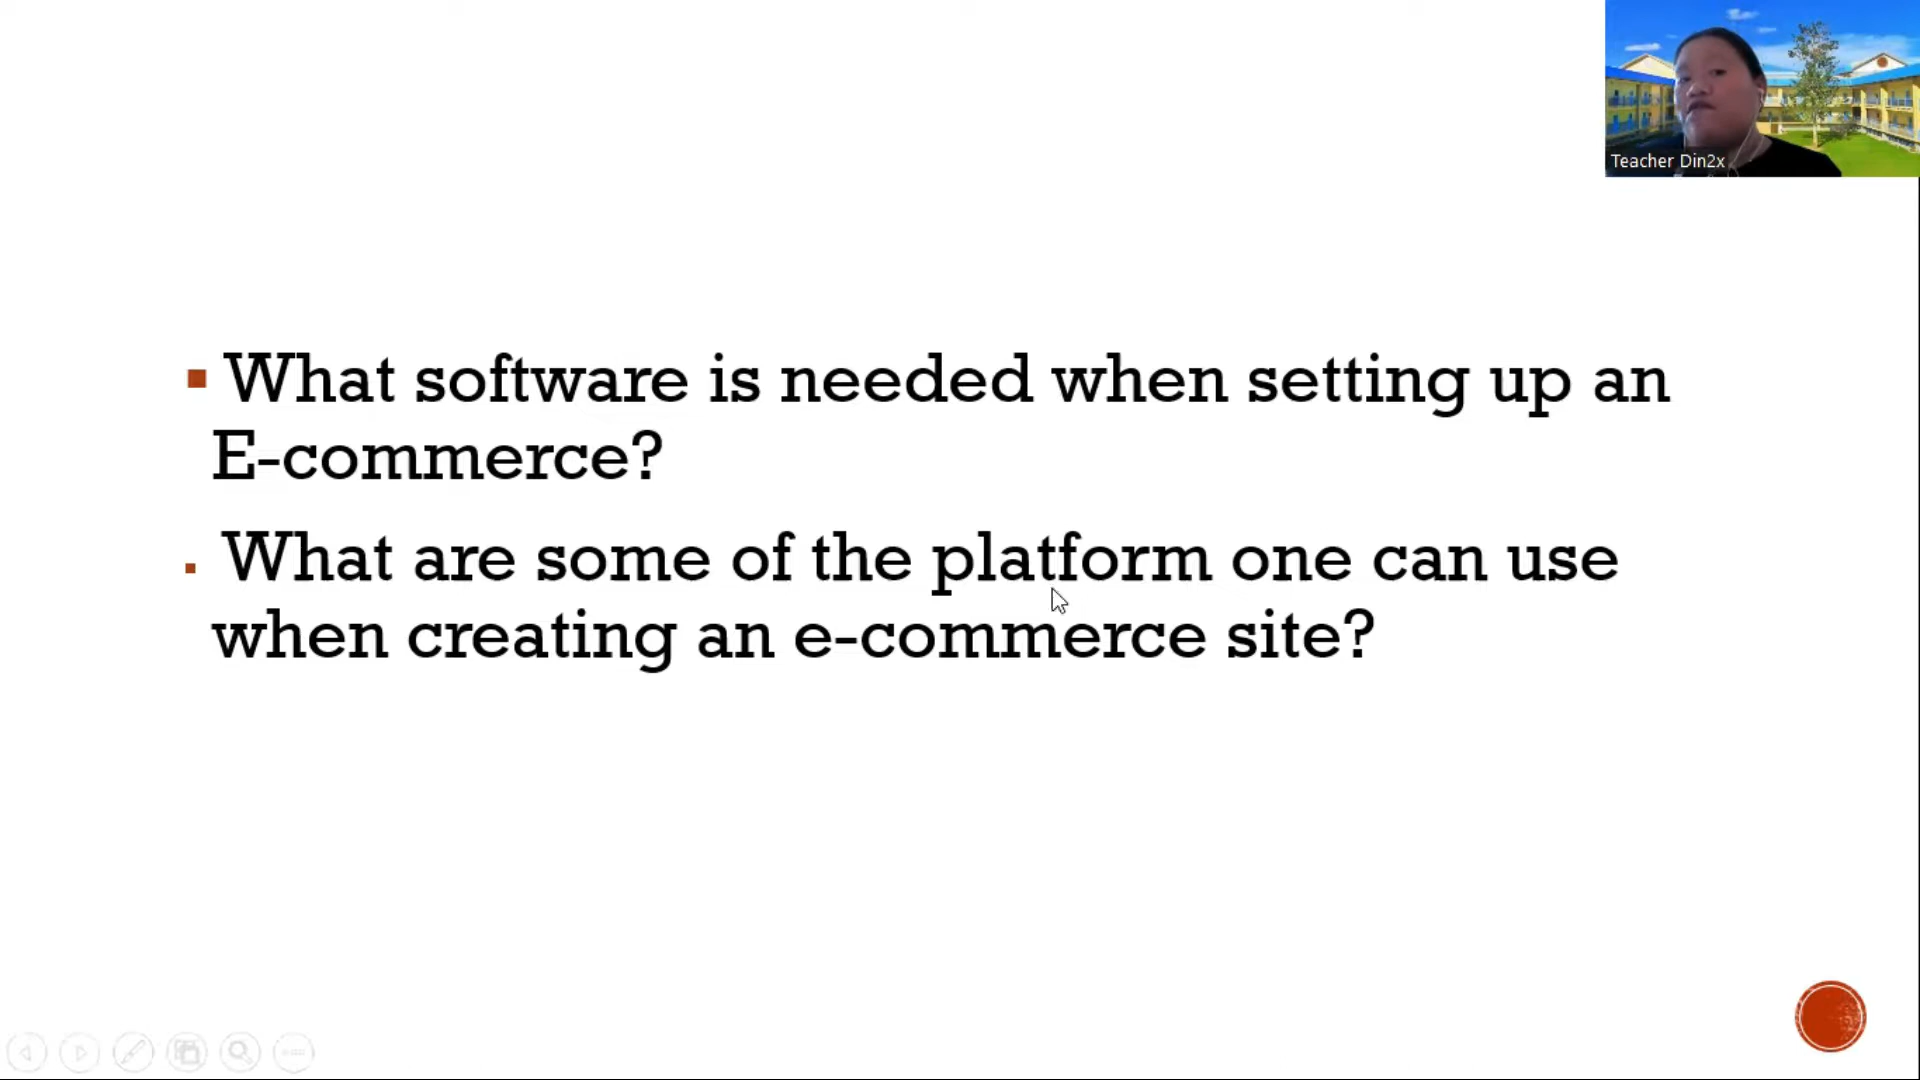 Teacher Din2x
What software is needed when setting up an
E-commerce?
What are some of the platform one can use
when creating an e-commerce site?